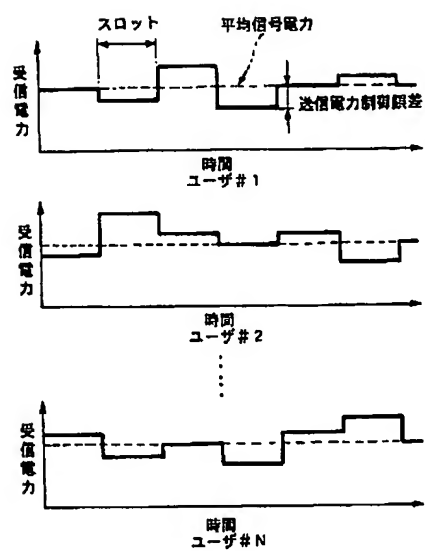 スロット
平均信号電力
受信電力
送信電力制御誤差
時間
ユーザ#1
受信電力
時間
ユーザ#2
受信電力
時間
ユーザ#N